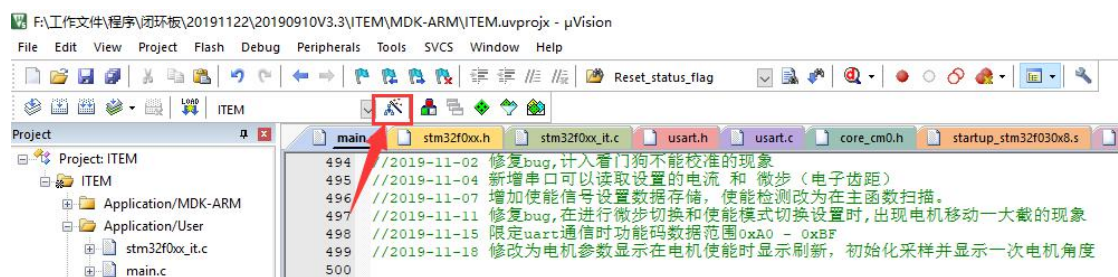 F:\工作文件\程序\闭环板\20191122\20190910V3.3\ITEM\MDK-ARM\ITEM.uvprojx - µVision
File Edit View Project Flash Debug Peripherals Tools SVCS Window Help
Reset_status_flag
LOAD ITEM
Project
main. stm32f0xx.h stm32f0xx_it.c usart.h usart.c core_cm0.h startup_stm32f030x8.s
Project: ITEM
ITEM
Application/MDK-ARM
Application/User
stm32f0xx_it.c
main.c
494 //2019-11-02 修复bug,计入看门狗不能校准的现象
495 //2019-11-04 新增串口可以读取设置的电流 和 微步（电子齿距）
496 //2019-11-07 增加使能信号设置数据存储，使能检测改为在主函数扫描。
497 //2019-11-11 修复bug,在进行微步切换和使能模式切换设置时,出现电机移动一大截的现象
498 //2019-11-15 限定uart通信时功能码数据范围0xA0 - 0xBF
499 //2019-11-18 修改为电机参数显示在电机使能时显示刷新，初始化采样并显示一次电机角度
500